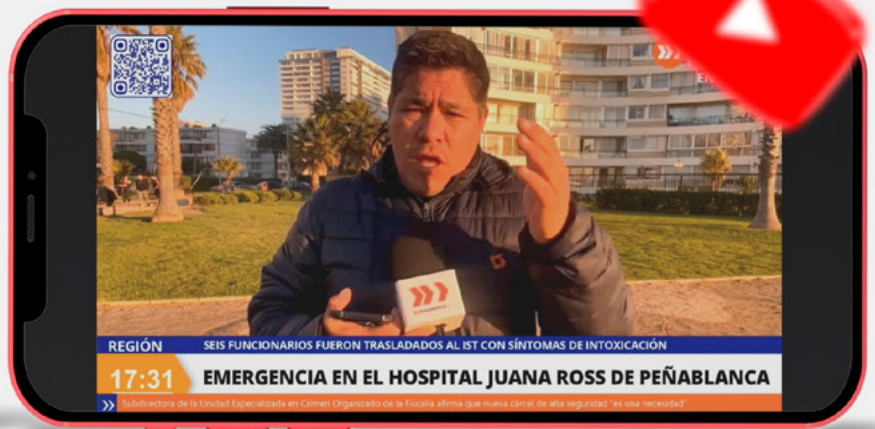 REGIÓN SEIS FUNCIONARIOS FUERON TRASLADADOS AL IST CON SÍNTOMAS DE INTOXICACIÓN
17:31 EMERGENCIA EN EL HOSPITAL JUANA ROSS DE PEÑABLANCA
Subdirectora de la Unidad Especializada en Crimen Organizado de la Fiscalía afirma que nueva cárcel de alta seguridad "es una necesidad"